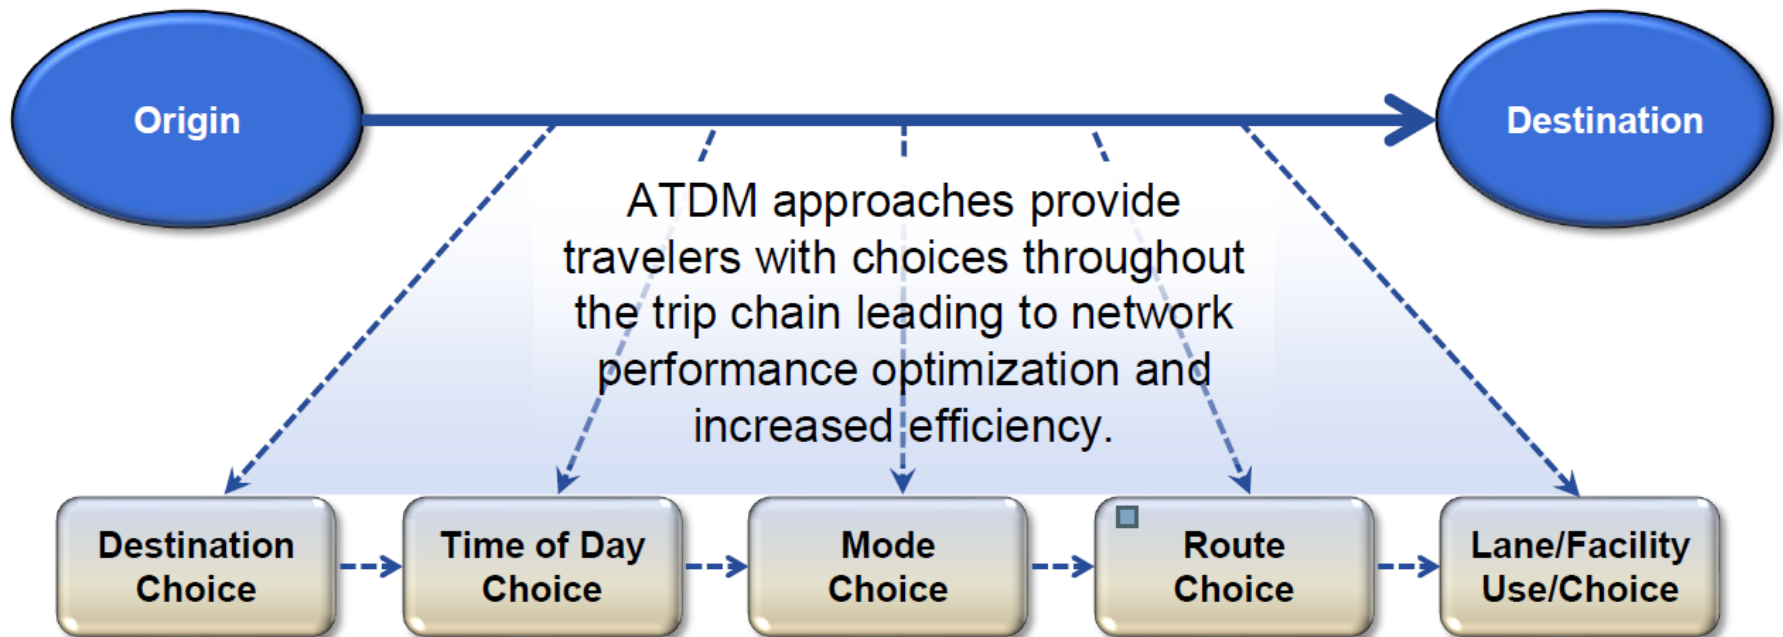 Origin
Destination
ATDM approaches provide
travelers with choices throughout
the trip chain leading to network
performance optimization and
increased efficiency.
Destination
Choice
Time of Day
Choice
Mode
Choice
Route
Choice
Lane/Facility
Use/Choice